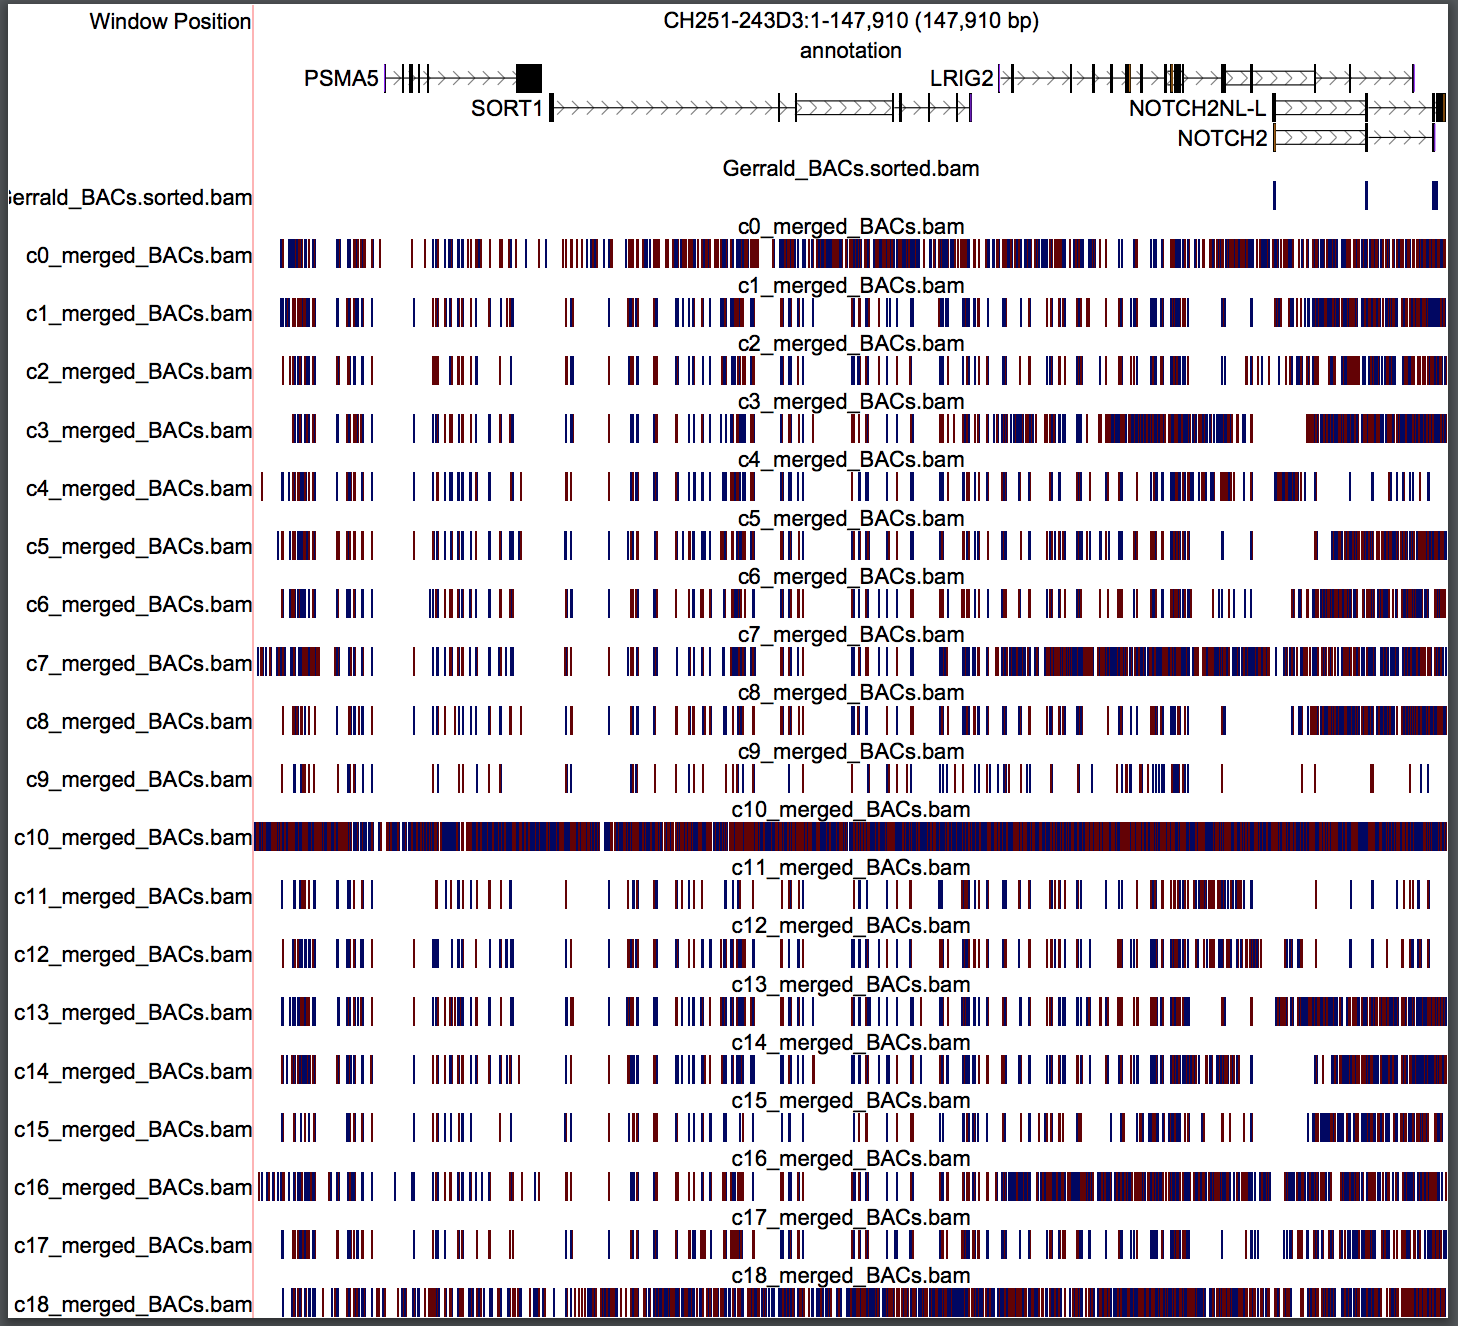 Window Position CH251-243D3:1-147,910 (147,910 bp)
annotation
PSMA5 LRIG2
SORT1 NOTCH2NL-L
NOTCH2
Gerrald_BACs.sorted.bam
errald_BACs.sorted.bam
c0_merged_BACs.bam
c0_merged_BACs.bam
c1_merged_BACs.bam
c1_merged_BACs.bam
c2_merged_BACs.bam
c2_merged_BACs.bam
c3_merged_BACs.bam
c3_merged_BACs.bam
c4_merged_BACs.bam
c4_merged_BACs.bam
c5_merged_BACs.bam
c5_merged_BACs.bam
c6_merged_BACs.bam
c6_merged_BACs.bam
c7_merged_BACs.bam
c7_merged_BACs.bam
c8_merged_BACs.bam
c8_merged_BACs.bam
c9_merged_BACs.bam
c9_merged_BACs.bam
c10_merged_BACs.bam
c10_merged_BACs.bam
c11_merged_BACs.bam
c11_merged_BACs.bam
c12_merged_BACs.bam
c12_merged_BACs.bam
c13_merged_BACs.bam
c13_merged_BACs.bam
c14_merged_BACs.bam
c14_merged_BACs.bam
c15_merged_BACs.bam
c15_merged_BACs.bam
c16_merged_BACs.bam
c16_merged_BACs.bam
c17_merged_BACs.bam
c17_merged_BACs.bam
c18_merged_BACs.bam
c18_merged_BACs.bam